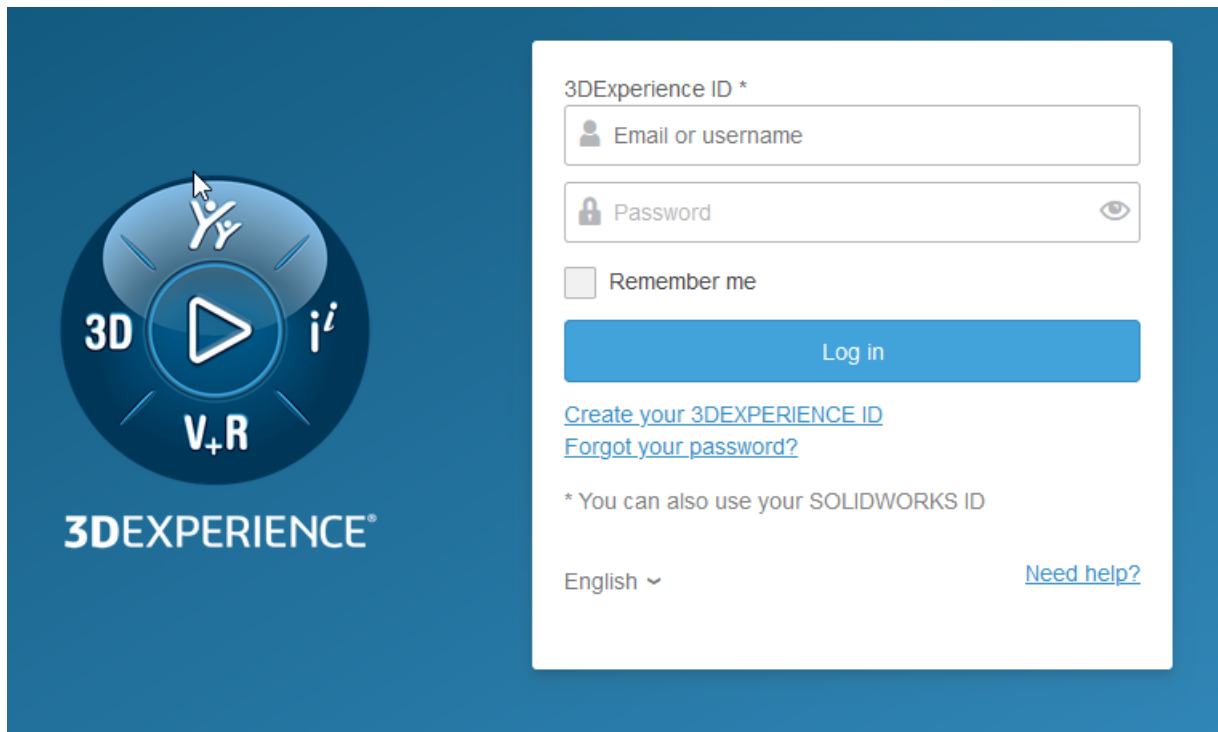 3D
i i
V+R
3DEXPERIENCE®
3DExperience ID *
Email or username
Password
Remember me
Log in
Create your 3DEXPERIENCE ID
Forgot your password?
* You can also use your SOLIDWORKS ID
English
Need help?